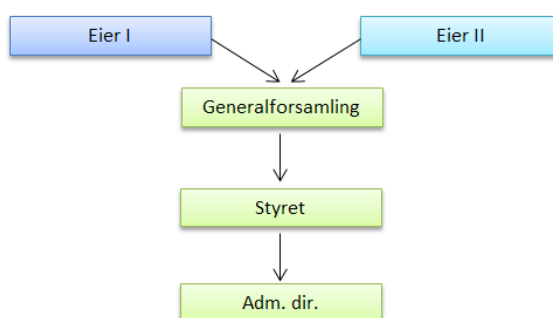 Eier I
Eier II
Generalforsamling
Styret
Adm. dir.